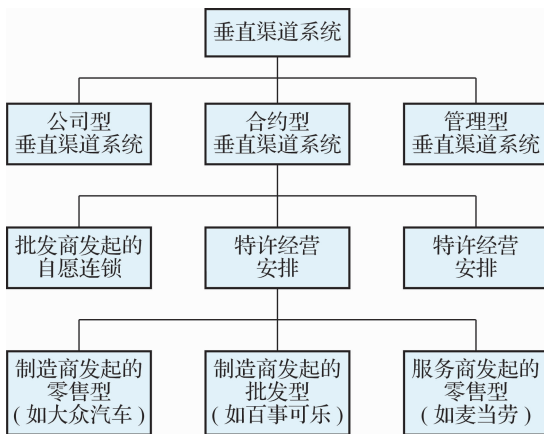 垂直渠道系统
公司型
垂直渠道系统
合约型
垂直渠道系统
管理型
垂直渠道系统
批发商发起的
自愿连锁
特许经营
安排
特许经营
安排
制造商发起的
零售型
(如大众汽车)
制造商发起的
批发型
(如百事可乐)
服务商发起的
零售型
(如麦当劳)